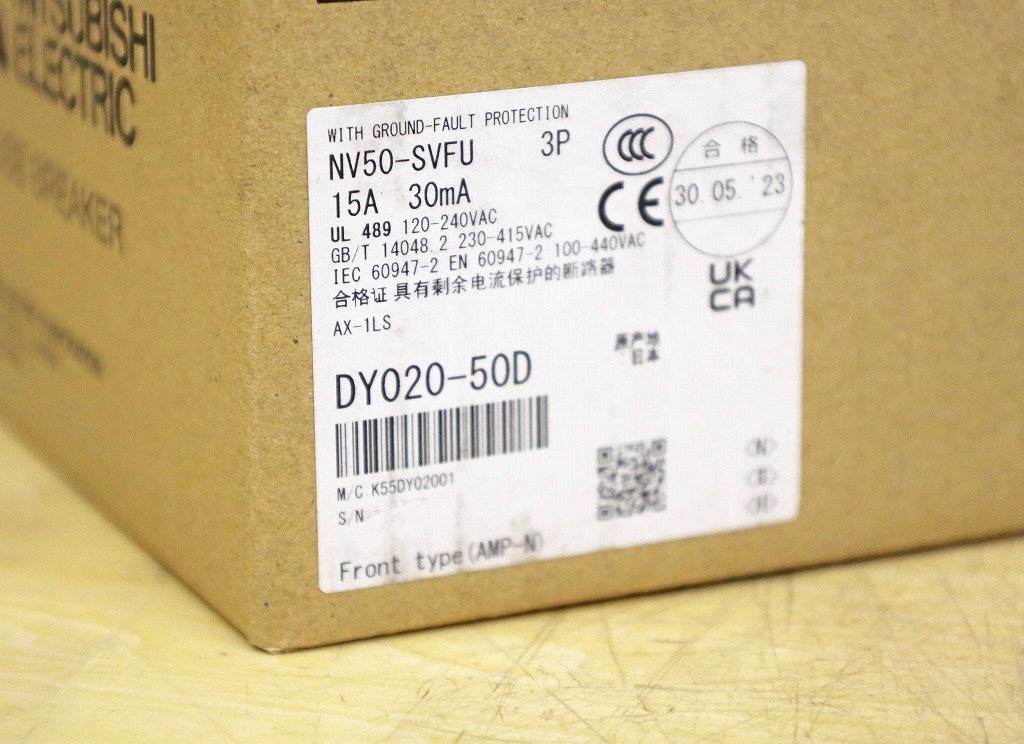 MITSUBISHI
ELECTRIC
BREAKER
WITH GROUND-FAULT PROTECTION
NV50-SVFU 3P
15A 30mA
UL 489 120-240VAC
GB/T 14048.2 230-415VAC
IEC 60947-2 EN 60947-2 100-440VAC
合格证 具有剩余电流保护的断路器
AX-1LS
CCC
CE
合格
30.05.'23
UK
CA
原产地
日本
DY020-50D
M/C K55DY02001
S/N
<N>
<H>
Front type(AMP-N)